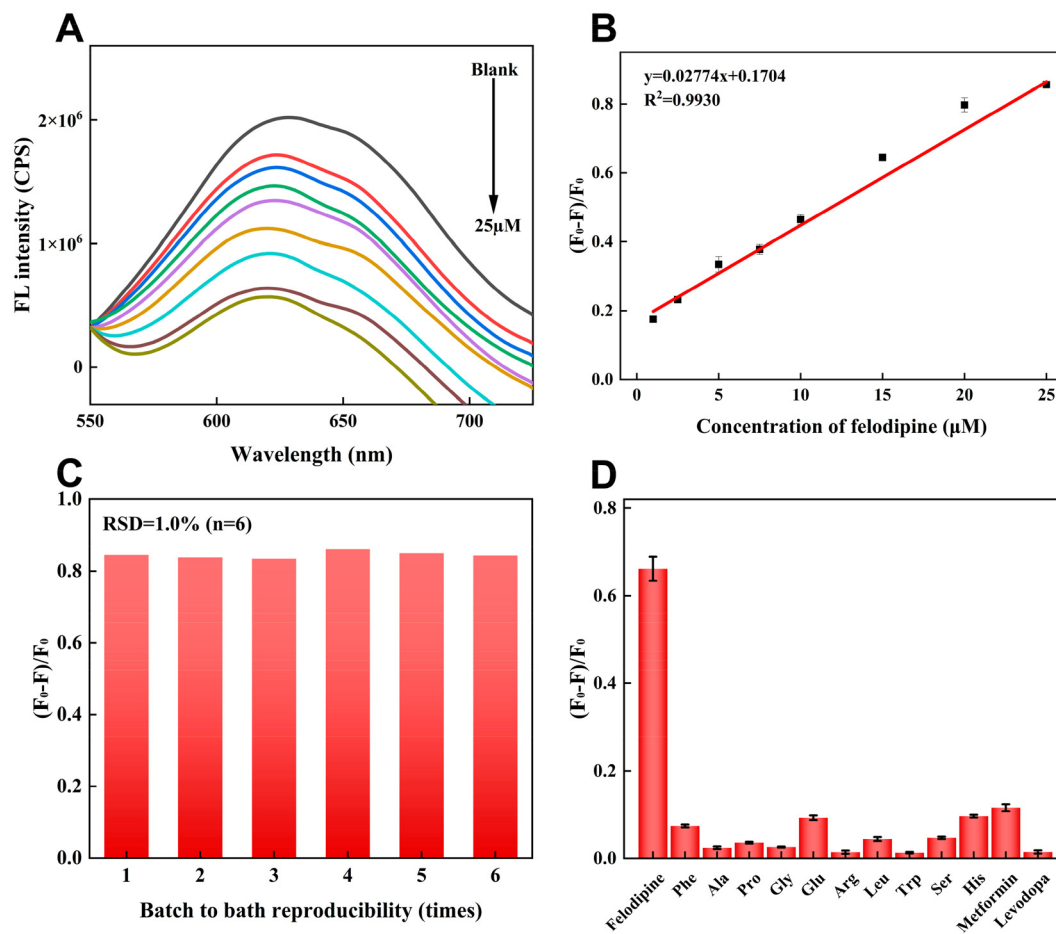 A
FL intensity (CPS)
2×10⁶
1×10⁶
0
Blank
25μM
550
600
650
700
Wavelength (nm)
B
(F₀-F)/F₀
y=0.02774x+0.1704
R²=0.9930
0.8
0.6
0.4
0.2
0.0
0
5
10
15
20
25
Concentration of felodipine (μM)
C
(F₀-F)/F₀
RSD=1.0% (n=6)
1.0
0.8
0.6
0.4
0.2
0.0
1
2
3
4
5
6
Batch to bath reproducibility (times)
D
(F₀-F)/F₀
0.8
0.6
0.4
0.2
0.0
Felodipine
Phe
Ala
Pro
Gly
Glu
Arg
Leu
Trp
Ser
His
Metformin
Levodopa